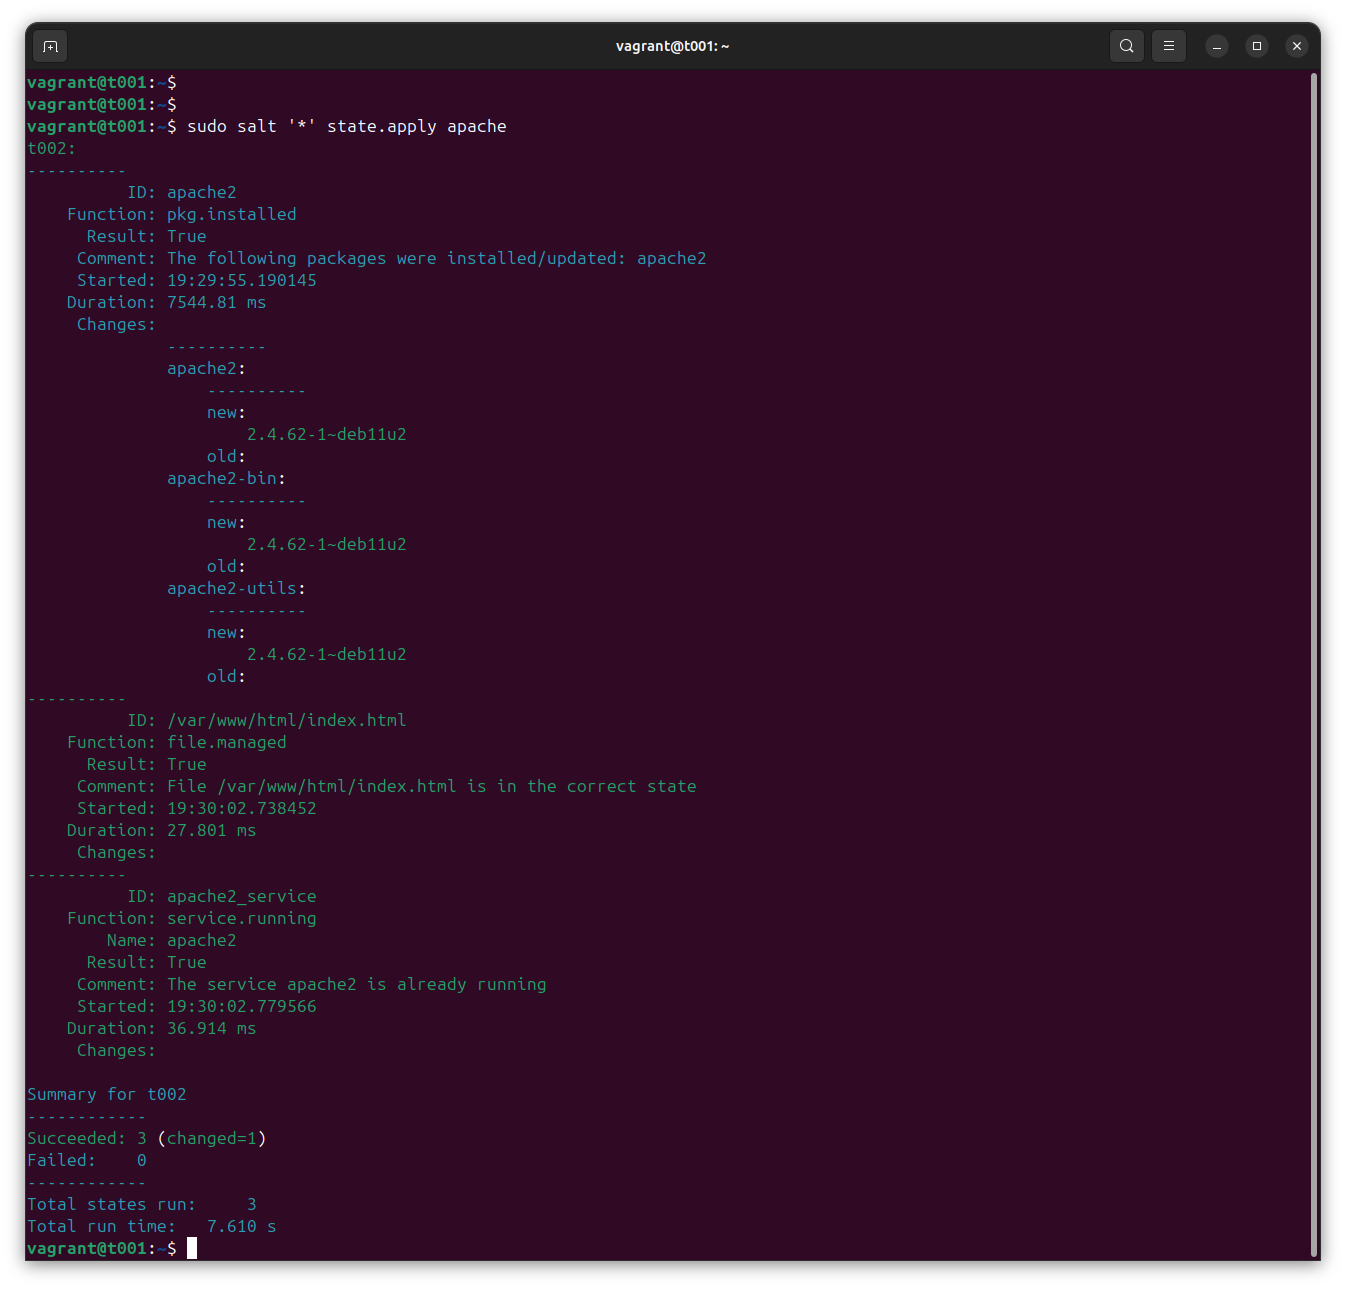 vagrant@t001: ~
vagrant@t001:~$
vagrant@t001:~$
vagrant@t001:~$ sudo salt '*' state.apply apache
t002:
----------
          ID: apache2
    Function: pkg.installed
      Result: True
     Comment: The following packages were installed/updated: apache2
     Started: 19:29:55.190145
    Duration: 7544.81 ms
     Changes:
              ----------
              apache2:
                  ----------
                  new:
                      2.4.62-1~deb11u2
                  old:
              apache2-bin:
                  ----------
                  new:
                      2.4.62-1~deb11u2
                  old:
              apache2-utils:
                  ----------
                  new:
                      2.4.62-1~deb11u2
                  old:
----------
          ID: /var/www/html/index.html
    Function: file.managed
      Result: True
     Comment: File /var/www/html/index.html is in the correct state
     Started: 19:30:02.738452
    Duration: 27.801 ms
     Changes:
----------
          ID: apache2_service
    Function: service.running
        Name: apache2
      Result: True
     Comment: The service apache2 is already running
     Started: 19:30:02.779566
    Duration: 36.914 ms
     Changes:

Summary for t002
------------
Succeeded: 3 (changed=1)
Failed:    0
------------
Total states run:     3
Total run time:   7.610 s
vagrant@t001:~$